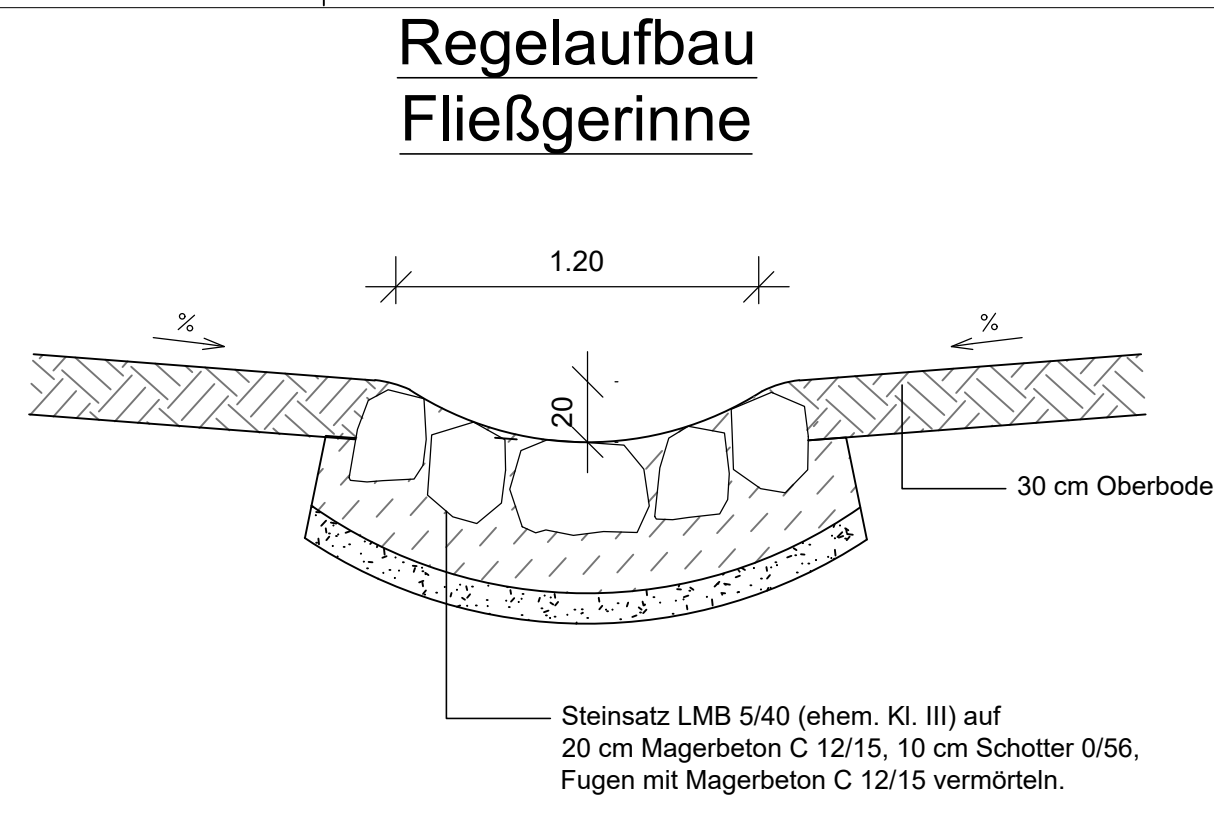 Regelaufbau
Fließgerinne
1.20
%
%
20
30 cm Oberbode
Steinsatz LMB 5/40 (ehem. Kl. III) auf
20 cm Magerbeton C 12/15, 10 cm Schotter 0/56,
Fugen mit Magerbeton C 12/15 vermörteln.